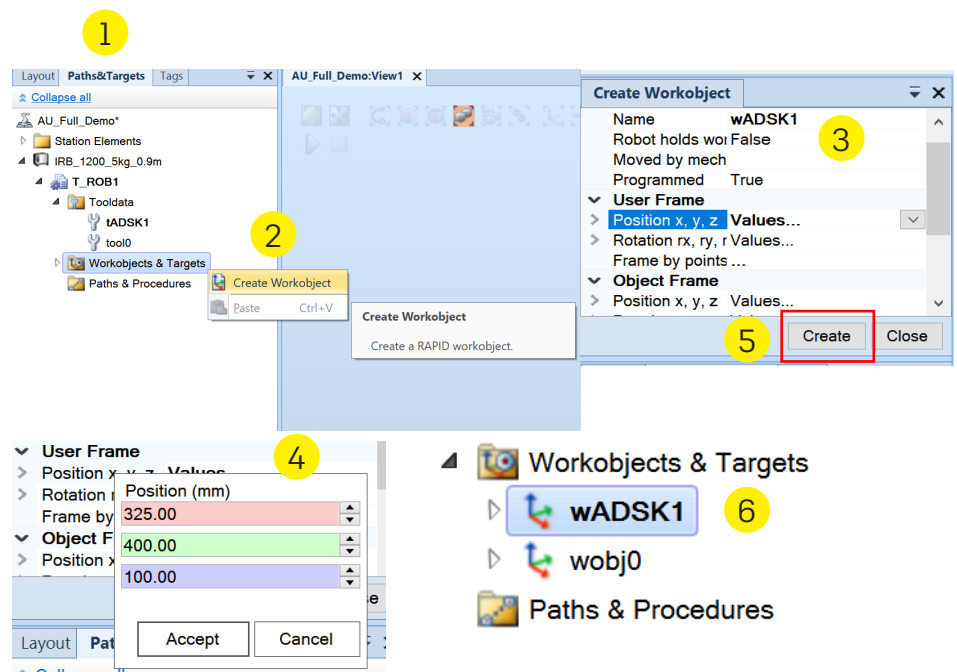 1
Layout Paths&Targets Tags
Collapse all
AU_Full_Demo*
Station Elements
IRB_1200_5kg_0.9m
T_ROB1
Tooldata
tADSK1
tool0
Workobjects & Targets
Paths & Procedures
2
Create Workobject
Paste Ctrl+V
Create Workobject
Create a RAPID workobject.
AU_Full_Demo:View1
Create Workobject
3
Name wADSK1
Robot holds wor False
Moved by mech
Programmed True
User Frame
Position x, y, z Values...
Rotation rx, ry, r Values...
Frame by points ...
Object Frame
Position x, y, z Values...
5
Create Close
4
User Frame
Position x, y, z Values
Rotation r
Frame by
Object F
Position x
Position (mm)
325.00
400.00
100.00
Accept Cancel
Layout Pat
Workobjects & Targets
wADSK1
6
wobj0
Paths & Procedures